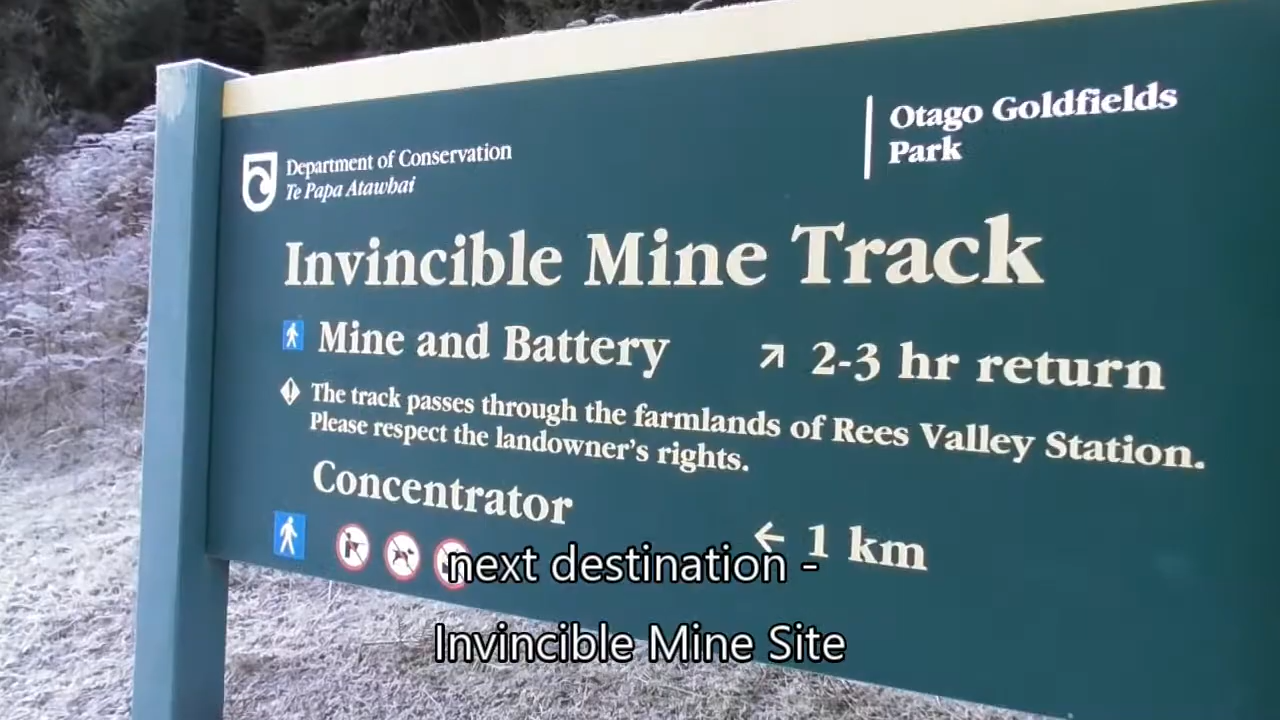 Department of Conservation
Te Papa Atawhai
Otago Goldfields
Park
Invincible Mine Track
Mine and Battery ↗ 2-3 hr return
The track passes through the farmlands of Rees Valley Station.
Please respect the landowner's rights.
Concentrator ← 1 km
next destination -
Invincible Mine Site